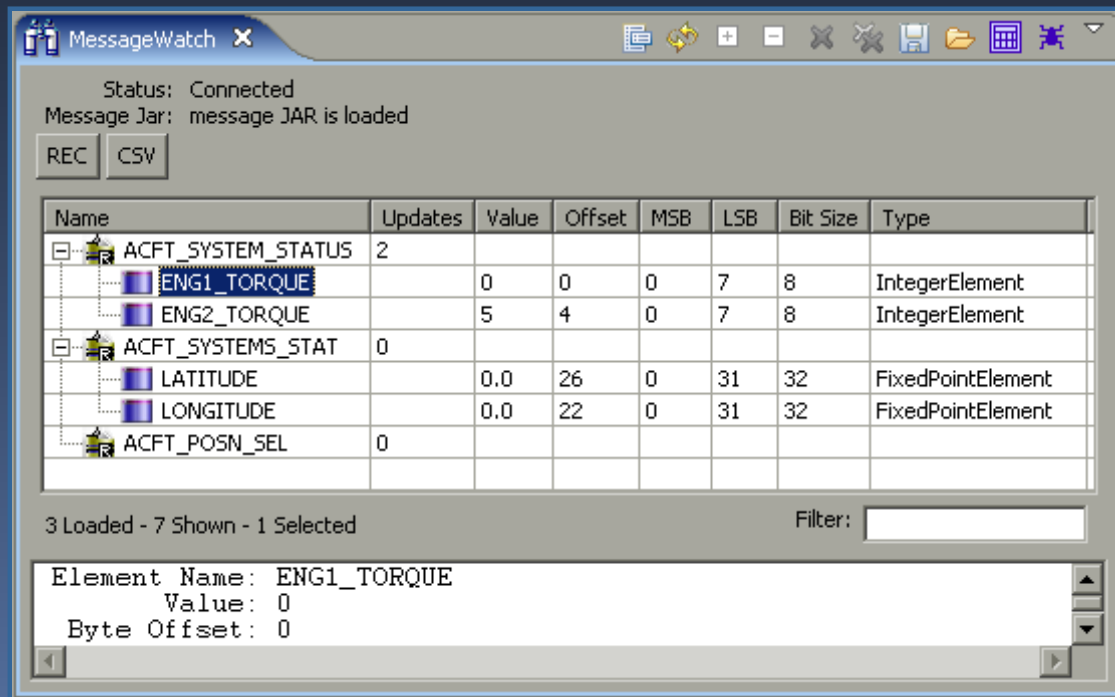 MessageWatch
Status: Connected
Message Jar: message JAR is loaded
REC CSV
Name Updates Value Offset MSB LSB Bit Size Type
ACFT_SYSTEM_STATUS 2
ENG1_TORQUE 0 0 0 7 8 IntegerElement
ENG2_TORQUE 5 4 0 7 8 IntegerElement
ACFT_SYSTEMS_STAT 0
LATITUDE 0.0 26 0 31 32 FixedPointElement
LONGITUDE 0.0 22 0 31 32 FixedPointElement
ACFT_POSN_SEL 0
3 Loaded - 7 Shown - 1 Selected Filter:
Element Name: ENG1_TORQUE
Value: 0
Byte Offset: 0